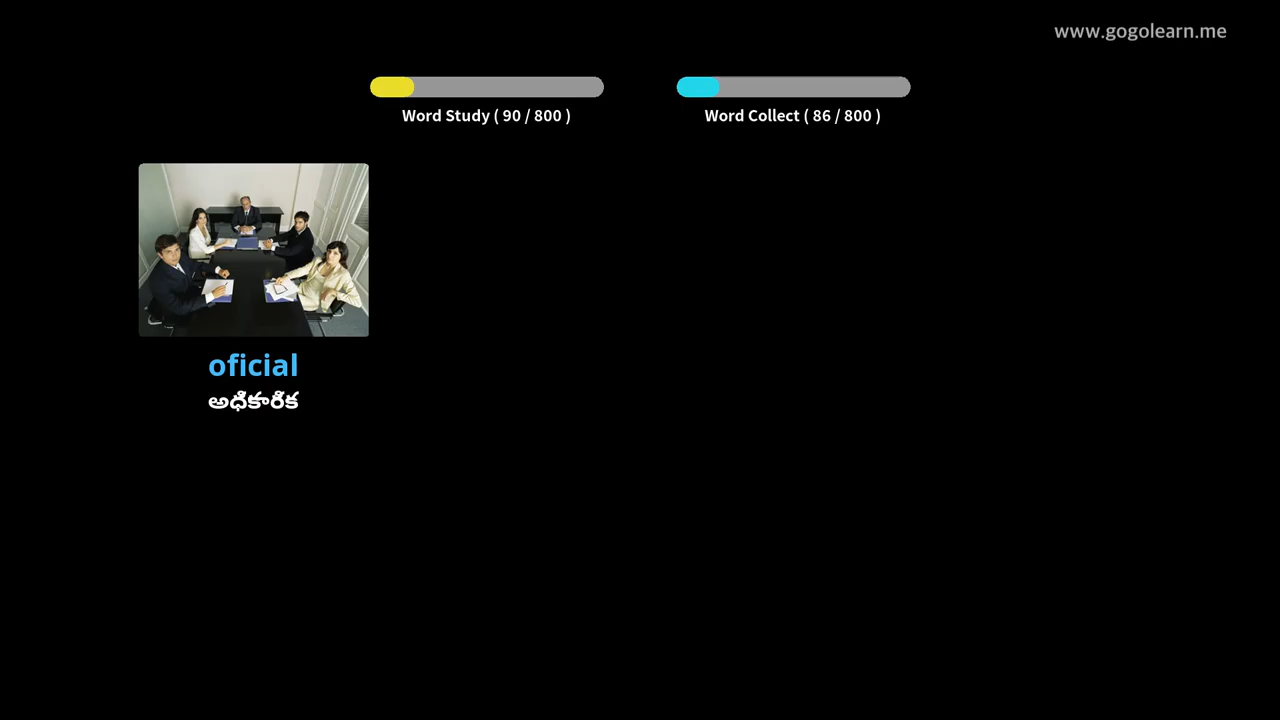 www.gogolearn.me
Word Study ( 90 / 800 )
Word Collect ( 86 / 800 )
oficial
అధికారిక